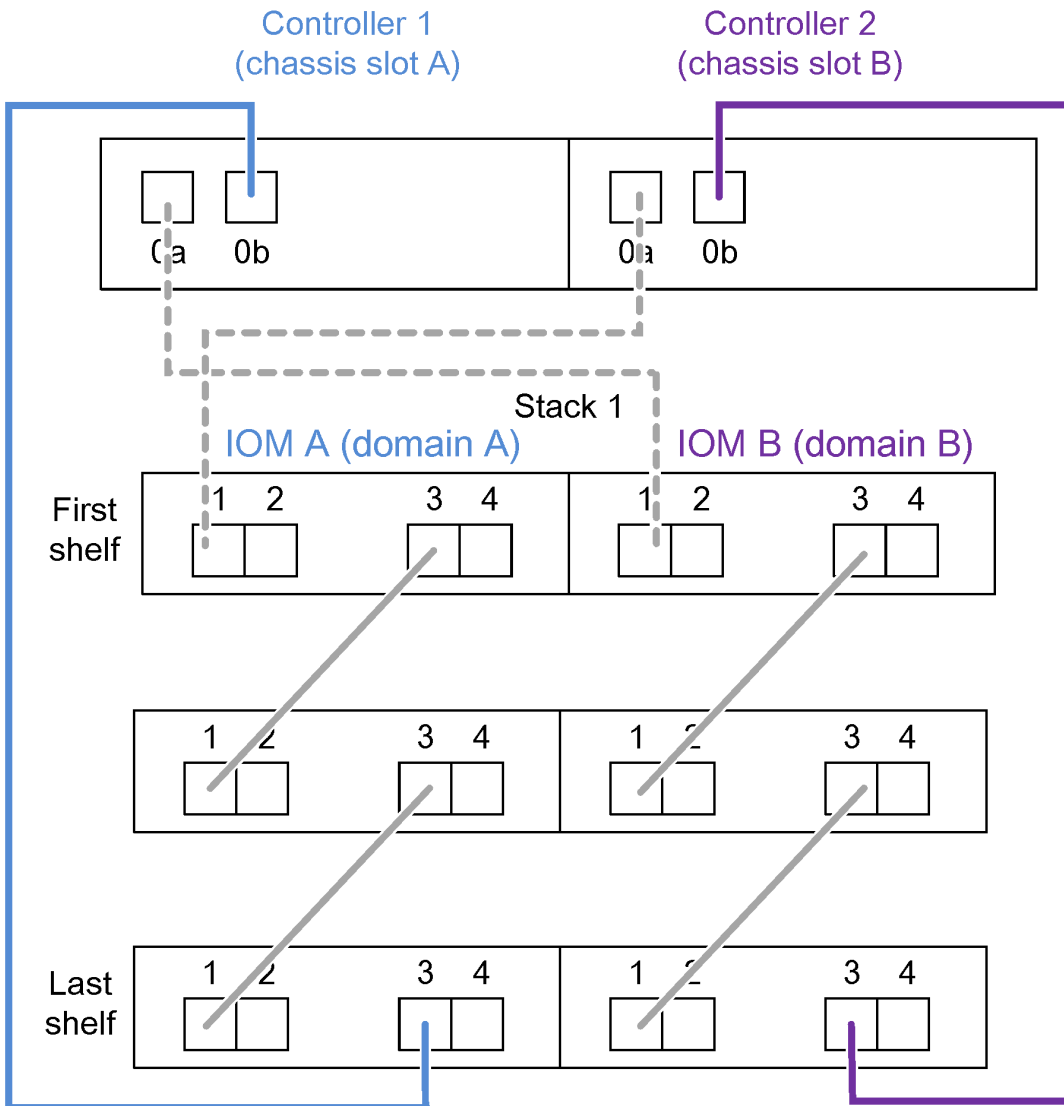 Controller 1
(chassis slot A)
Controller 2
(chassis slot B)
0a 0b 0a 0b
Stack 1
IOM A (domain A) IOM B (domain B)
First
shelf
1 2 3 4 1 2 3 4
1 2 3 4 1 2 3 4
Last
shelf
1 2 3 4 1 2 3 4